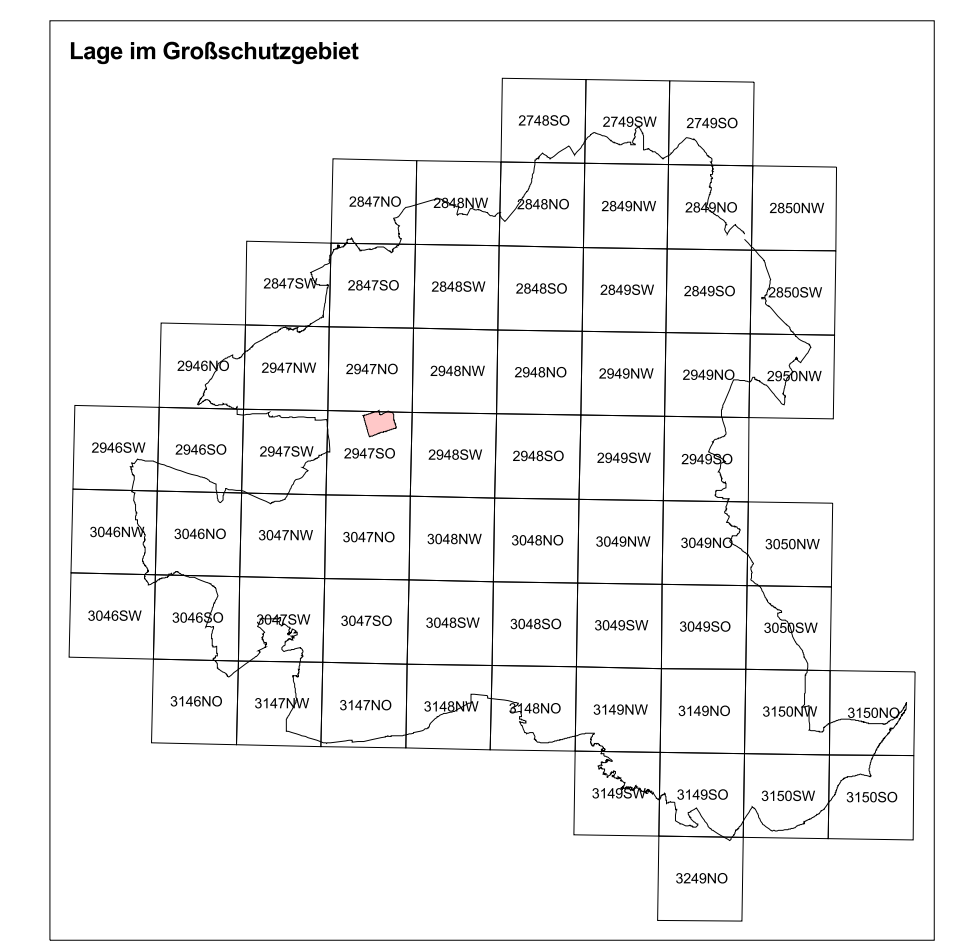 Lage im Großschutzgebiet
2748SO 2749SW 2749SO
2847NO 2848NW 2848NO 2849NW 2849NO 2850NW
2847SW 2847SO 2848SW 2848SO 2849SW 2849SO 2850SW
2946NO 2947NW 2947NO 2948NW 2948NO 2949NW 2949NO 2950NW
2946SW 2946SO 2947SW 2947SO 2948SW 2948SO 2949SW 2949SO
3046NW 3046NO 3047NW 3047NO 3048NW 3048NO 3049NW 3049NO 3050NW
3046SW 3046SO 3047SW 3047SO 3048SW 3048SO 3049SW 3049SO 3050SW
3146NO 3147NW 3147NO 3148NW 3148NO 3149NW 3149NO 3150NW 3150NO
3149SW 3149SO 3150SW 3150SO
3249NO